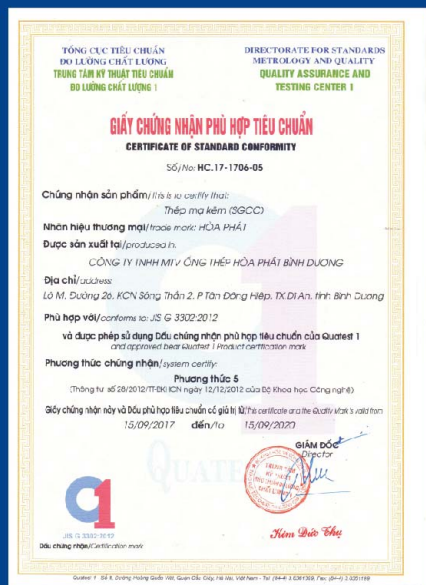 TỔNG CỤC TIÊU CHUẨN
ĐO LƯỜNG CHẤT LƯỢNG
TRUNG TÂM KỸ THUẬT TIÊU CHUẨN
ĐO LƯỜNG CHẤT LƯỢNG 1
DIRECTORATE FOR STANDARDS
METROLOGY AND QUALITY
QUALITY ASSURANCE AND
TESTING CENTER 1
GIẤY CHỨNG NHẬN PHÙ HỢP TIÊU CHUẨN
CERTIFICATE OF STANDARD CONFORMITY
Số/No: HC.17-1706-05
Chứng nhận sản phẩm/this is to certify that:
Thép mạ kẽm (SGCC)
Nhãn hiệu thương mại/trade mark: HÒA PHÁT
Được sản xuất tại/produced in:
CÔNG TY TNHH MTV ỐNG THÉP HÒA PHÁT BÌNH DƯƠNG
Địa chỉ/address:
Lô M, Đường 26, KCN Sóng Thần 2, P Tân Đông Hiệp, TX.Dĩ An, tỉnh Bình Dương
Phù hợp với/conforms to: JIS G 3302:2012
và được phép sử dụng Dấu chứng nhận phù hợp tiêu chuẩn của Quatest 1
and approved bear Quatest 1 Product certification mark
Phương thức chứng nhận/system certify:
Phương thức 5
(Thông tư số 28/2012/TT-BKHCN ngày 12/12/2012 của Bộ Khoa học Công nghệ)
Giấy chứng nhận này và Dấu phù hợp tiêu chuẩn có giá trị từ/this certificate and the Quality Mark is valid from
15/09/2017 đến/to 15/09/2020
GIÁM ĐỐC
Director
QUATEST
JIS G 3302:2012
Dấu chứng nhận/Certification mark
Kim Đức Thụ